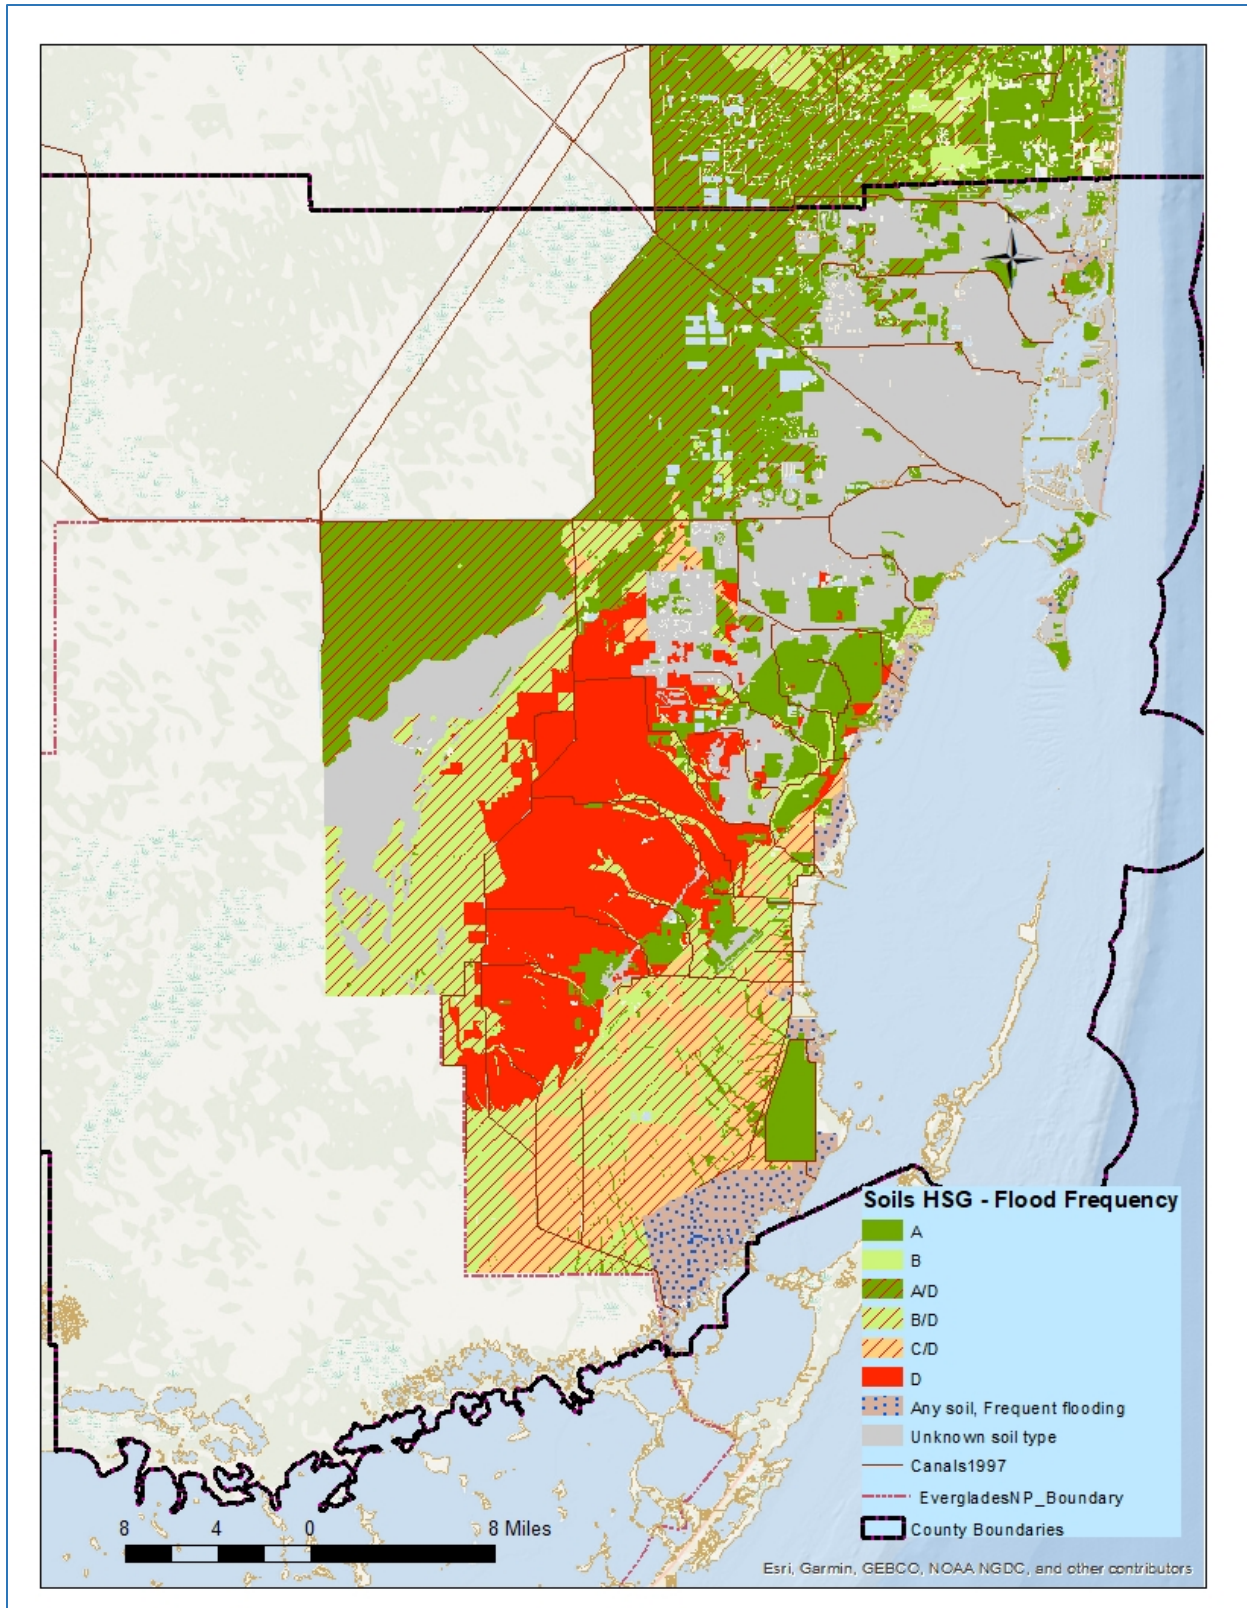 Soils HSG - Flood Frequency
A
B
A/D
B/D
C/D
D
Any soil, Frequent flooding
Unknown soil type
Canals1997
EvergladesNP_Boundary
County Boundaries
8 4 0 8 Miles
Esri, Garmin, GEBCO, NOAA NGDC, and other contributors